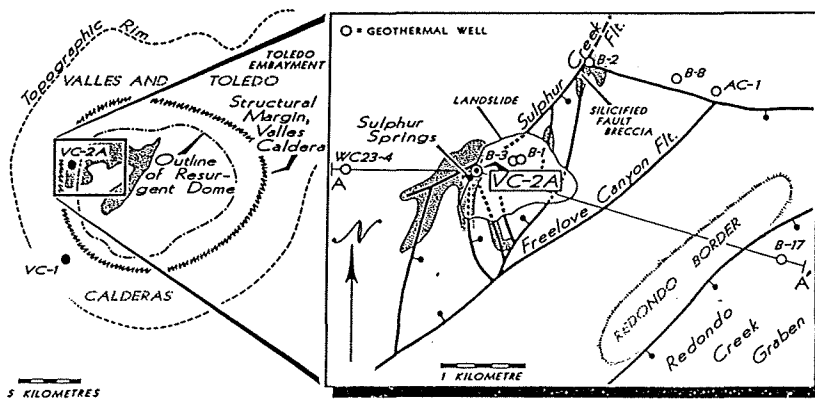 Topographic Rim
TOLEDO
EMBAYMENT
VALLES AND TOLEDO
Structural
Margin,
Valles
Caldera
VC-2A
Outline
of Resur-
gent Dome
VC-1
CALDERAS
5 KILOMETRES
O = GEOTHERMAL WELL
Sulphur Creek Flt.
B-2
B-8
AC-1
LANDSLIDE
SILICIFIED
FAULT
BRECCIA
Sulphur
Springs
WC23-4
A
B-3
B-1
VC-2A
Freelove Canyon Flt.
N
REDONDO BORDER
B-17
A'
Redondo
Creek
Graben
1 KILOMETRE